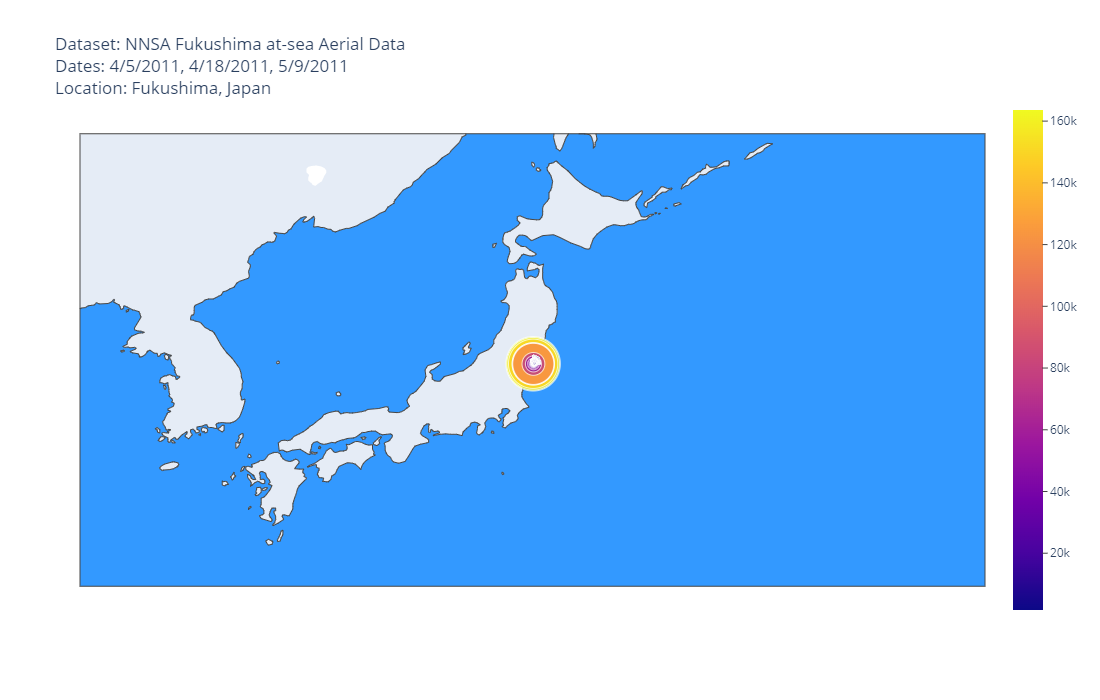 Dataset: NNSA Fukushima at-sea Aerial Data
Dates: 4/5/2011, 4/18/2011, 5/9/2011
Location: Fukushima, Japan
160k
140k
120k
100k
80k
60k
40k
20k